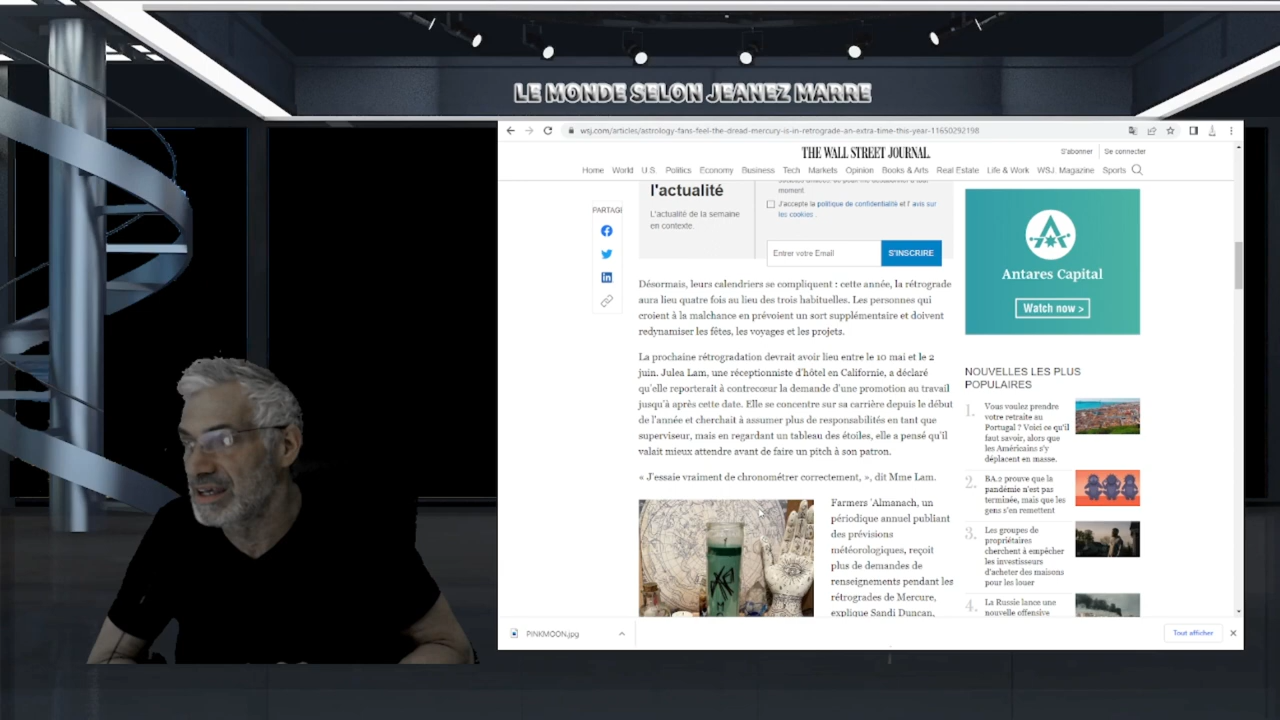 LE MONDE SELON JEANEZ MARRE
wsj.com/articles/astrology-fans-feel-the-dread-mercury-is-in-retrograde-an-extra-time-this-year-11650292198
THE WALL STREET JOURNAL.
S'abonner
Se connecter
Home World U.S. Politics Economy Business Tech Markets Opinion Books & Arts Real Estate Life & Work WSJ. Magazine Sports
PARTAG
l'actualité
L'actualité de la semaine
en contexte.
moment
J'accepte la politique de confidentialité et l' avis sur
les cookies .
Entrer votre Email
S'INSCRIRE
Désormais, leurs calendriers se compliquent : cette année, la rétrograde
aura lieu quatre fois au lieu des trois habituelles. Les personnes qui
croient à la malchance en prévoient un sort supplémentaire et doivent
redynamiser les fêtes, les voyages et les projets.
La prochaine rétrogradation devrait avoir lieu entre le 10 mai et le 2
juin. Julea Lam, une réceptionniste d'hôtel en Californie, a déclaré
qu'elle reporterait à contrecœur la demande d'une promotion au travail
jusqu'à après cette date. Elle se concentre sur sa carrière depuis le début
de l'année et cherchait à assumer plus de responsabilités en tant que
superviseur, mais en regardant un tableau des étoiles, elle a pensé qu'il
valait mieux attendre avant de faire un pitch à son patron.
« J'essaie vraiment de chronométrer correctement, », dit Mme Lam.
Farmers 'Almanach, un
périodique annuel publiant
des prévisions
météorologiques, reçoit
plus de demandes de
renseignements pendant les
rétrogrades de Mercure,
explique Sandi Duncan,
Antares Capital
Watch now >
NOUVELLES LES PLUS
POPULAIRES
1. Vous voulez prendre
votre retraite au
Portugal ? Voici ce qu'il
faut savoir, alors que
les Américains s'y
déplacent en masse.
2. BA.2 prouve que la
pandémie n'est pas
terminée, mais que les
gens s'en remettent
3. Les groupes de
propriétaires
cherchent à empêcher
les investisseurs
d'acheter des maisons
pour les louer
4. La Russie lance une
nouvelle offensive
PINKMOON.jpg
Tout afficher